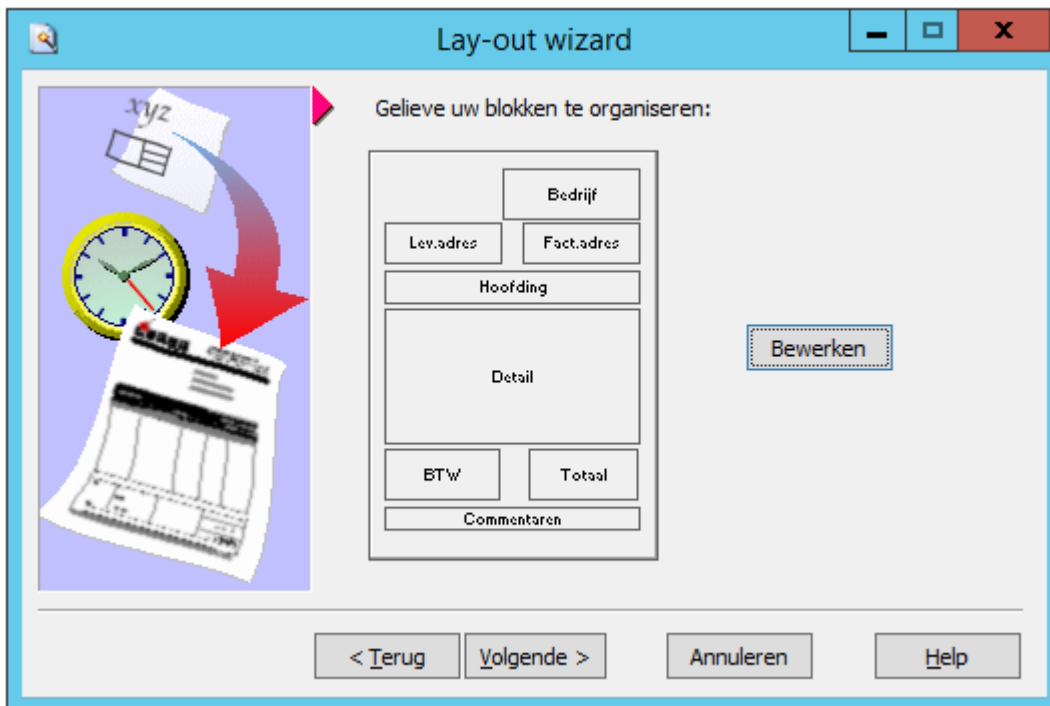 Lay-out wizard
xyz
Gelieve uw blokken te organiseren:
Bedrijf
Lev.adres Fact.adres
Hoofding
Detail
Bewerken
BTW Totaal
Commentaren
< Terug Volgende > Annuleren Help